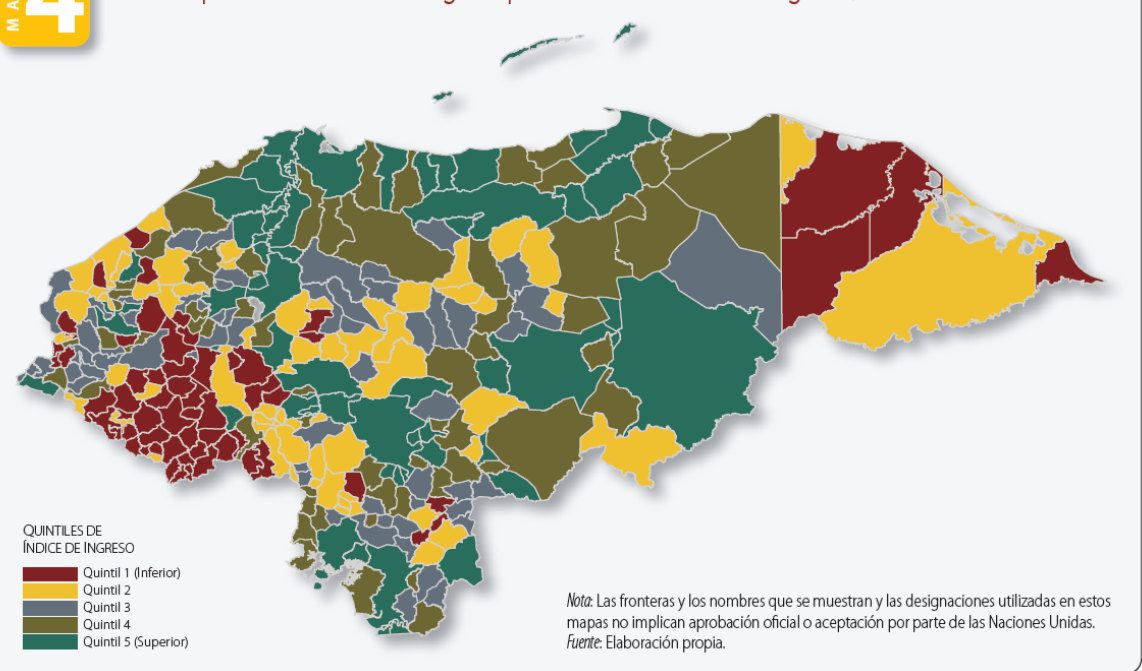 MA
4
QUINTILES DE
ÍNDICE DE INGRESO
Quintil 1 (Inferior)
Quintil 2
Quintil 3
Quintil 4
Quintil 5 (Superior)
Nota: Las fronteras y los nombres que se muestran y las designaciones utilizadas en estos
mapas no implican aprobación oficial o aceptación por parte de las Naciones Unidas.
Fuente: Elaboración propia.